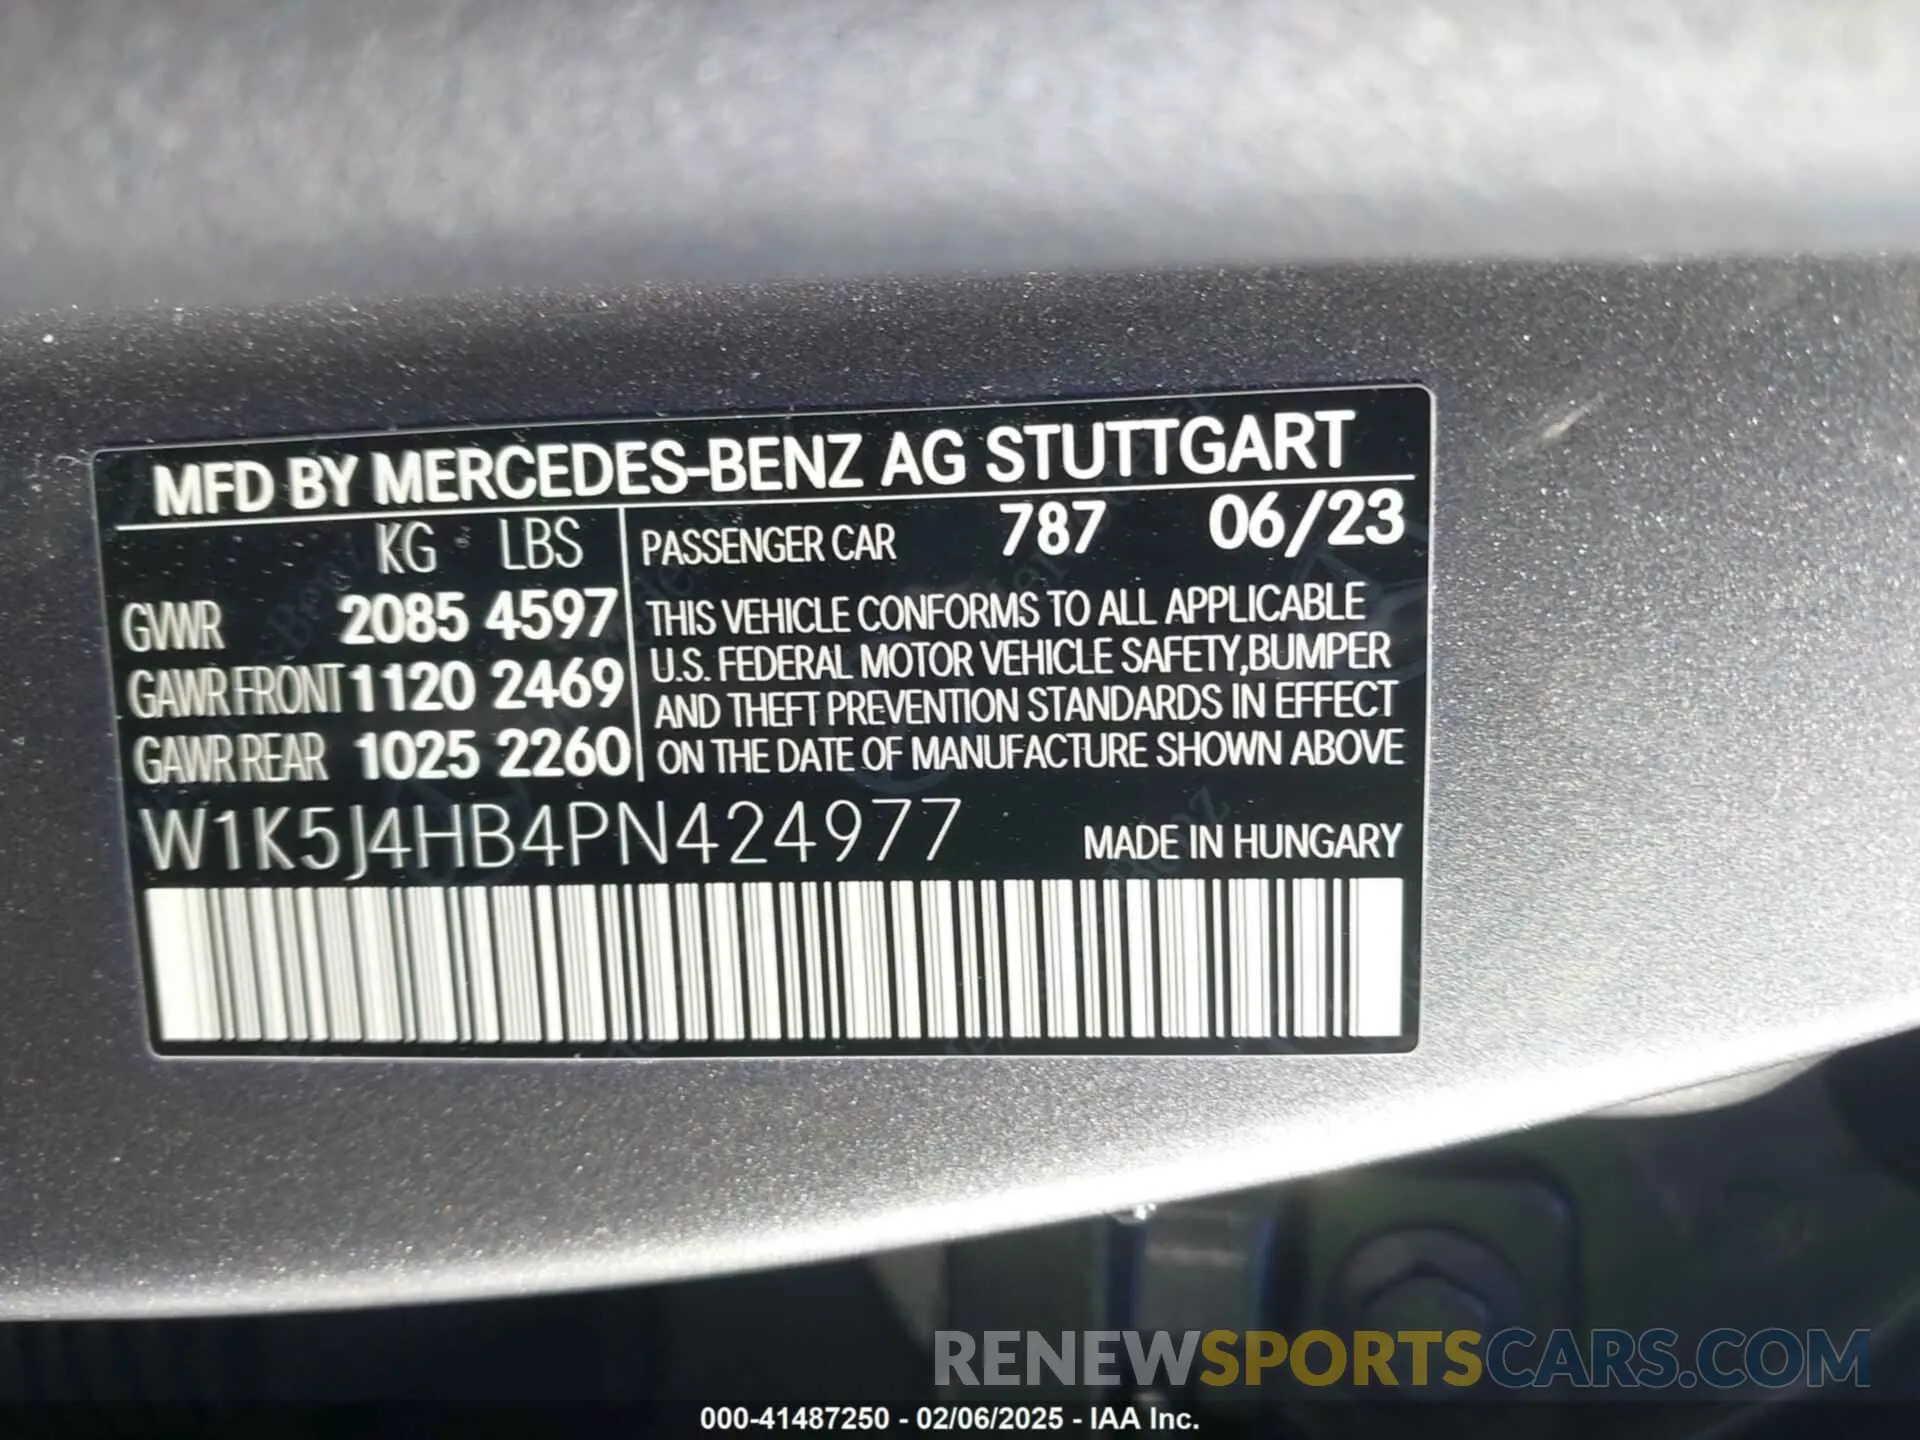 MFD BY MERCEDES-BENZ AG STUTTGART
KG LBS
GVWR 2085 4597
GAWR FRONT 1120 2469
GAWR REAR 1025 2260
PASSENGER CAR 787 06/23
THIS VEHICLE CONFORMS TO ALL APPLICABLE
U.S. FEDERAL MOTOR VEHICLE SAFETY,BUMPER
AND THEFT PREVENTION STANDARDS IN EFFECT
ON THE DATE OF MANUFACTURE SHOWN ABOVE
W1K5J4HB4PN424977
MADE IN HUNGARY
RENEWSPORTSCARS.COM
000-41487250 - 02/06/2025 - IAA Inc.